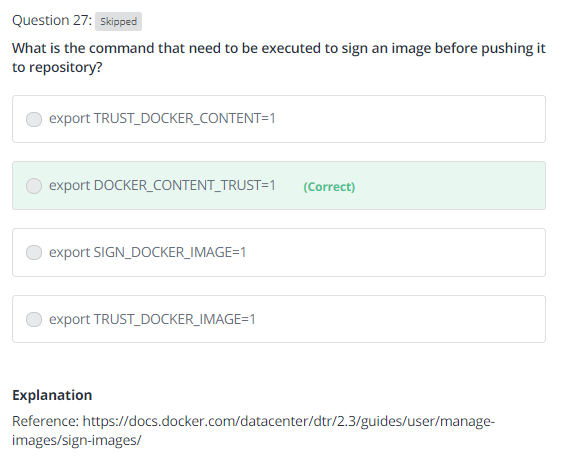 Question 27: Skipped
What is the command that need to be executed to sign an image before pushing it
to repository?
export TRUST_DOCKER_CONTENT=1
export DOCKER_CONTENT_TRUST=1 (Correct)
export SIGN_DOCKER_IMAGE=1
export TRUST_DOCKER_IMAGE=1
Explanation
Reference: https://docs.docker.com/datacenter/dtr/2.3/guides/user/manage-
images/sign-images/